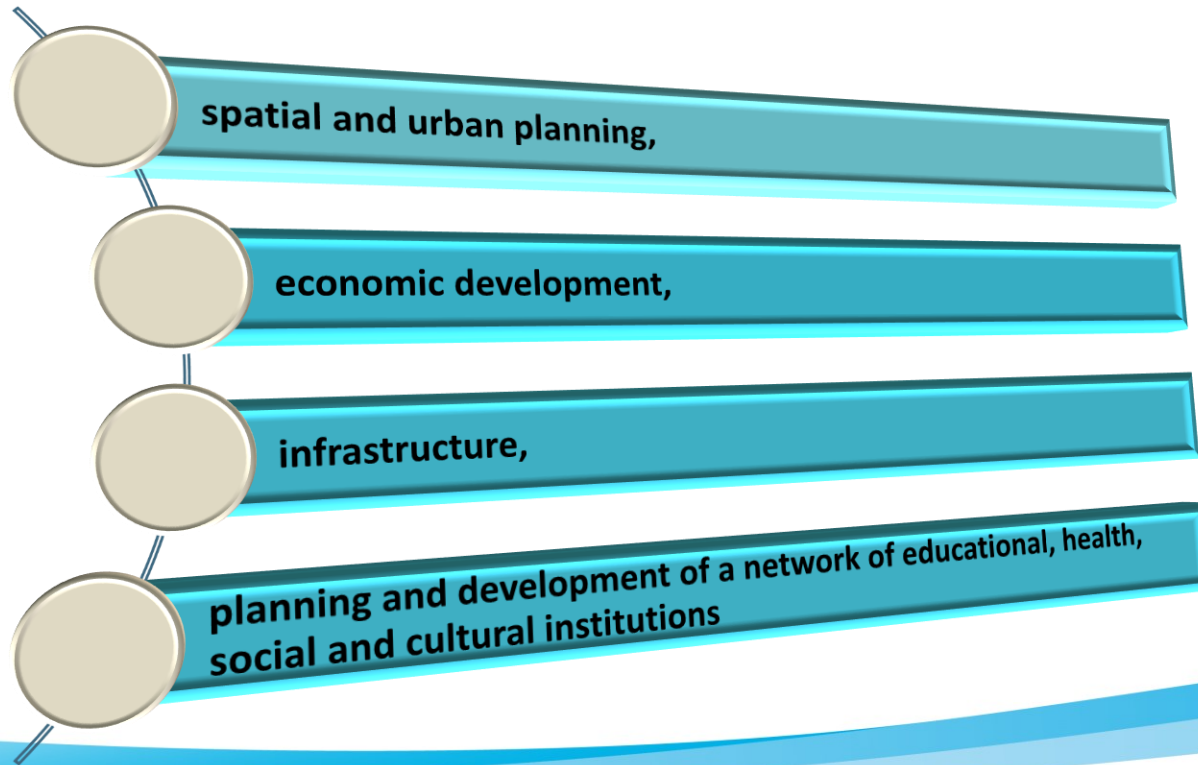 spatial and urban planning,
economic development,
infrastructure,
planning and development of a network of educational, health,
social and cultural institutions